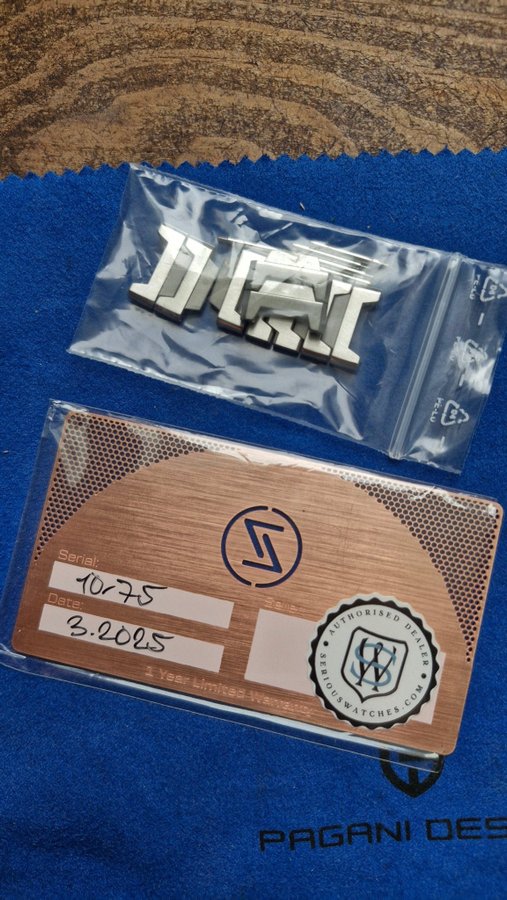 Serial:
10-75
Date:
3.2025
1 Year Limited Warranty
AUTHORISED DEALER
SERIOUSWATCHES.COM
PAGANI DES